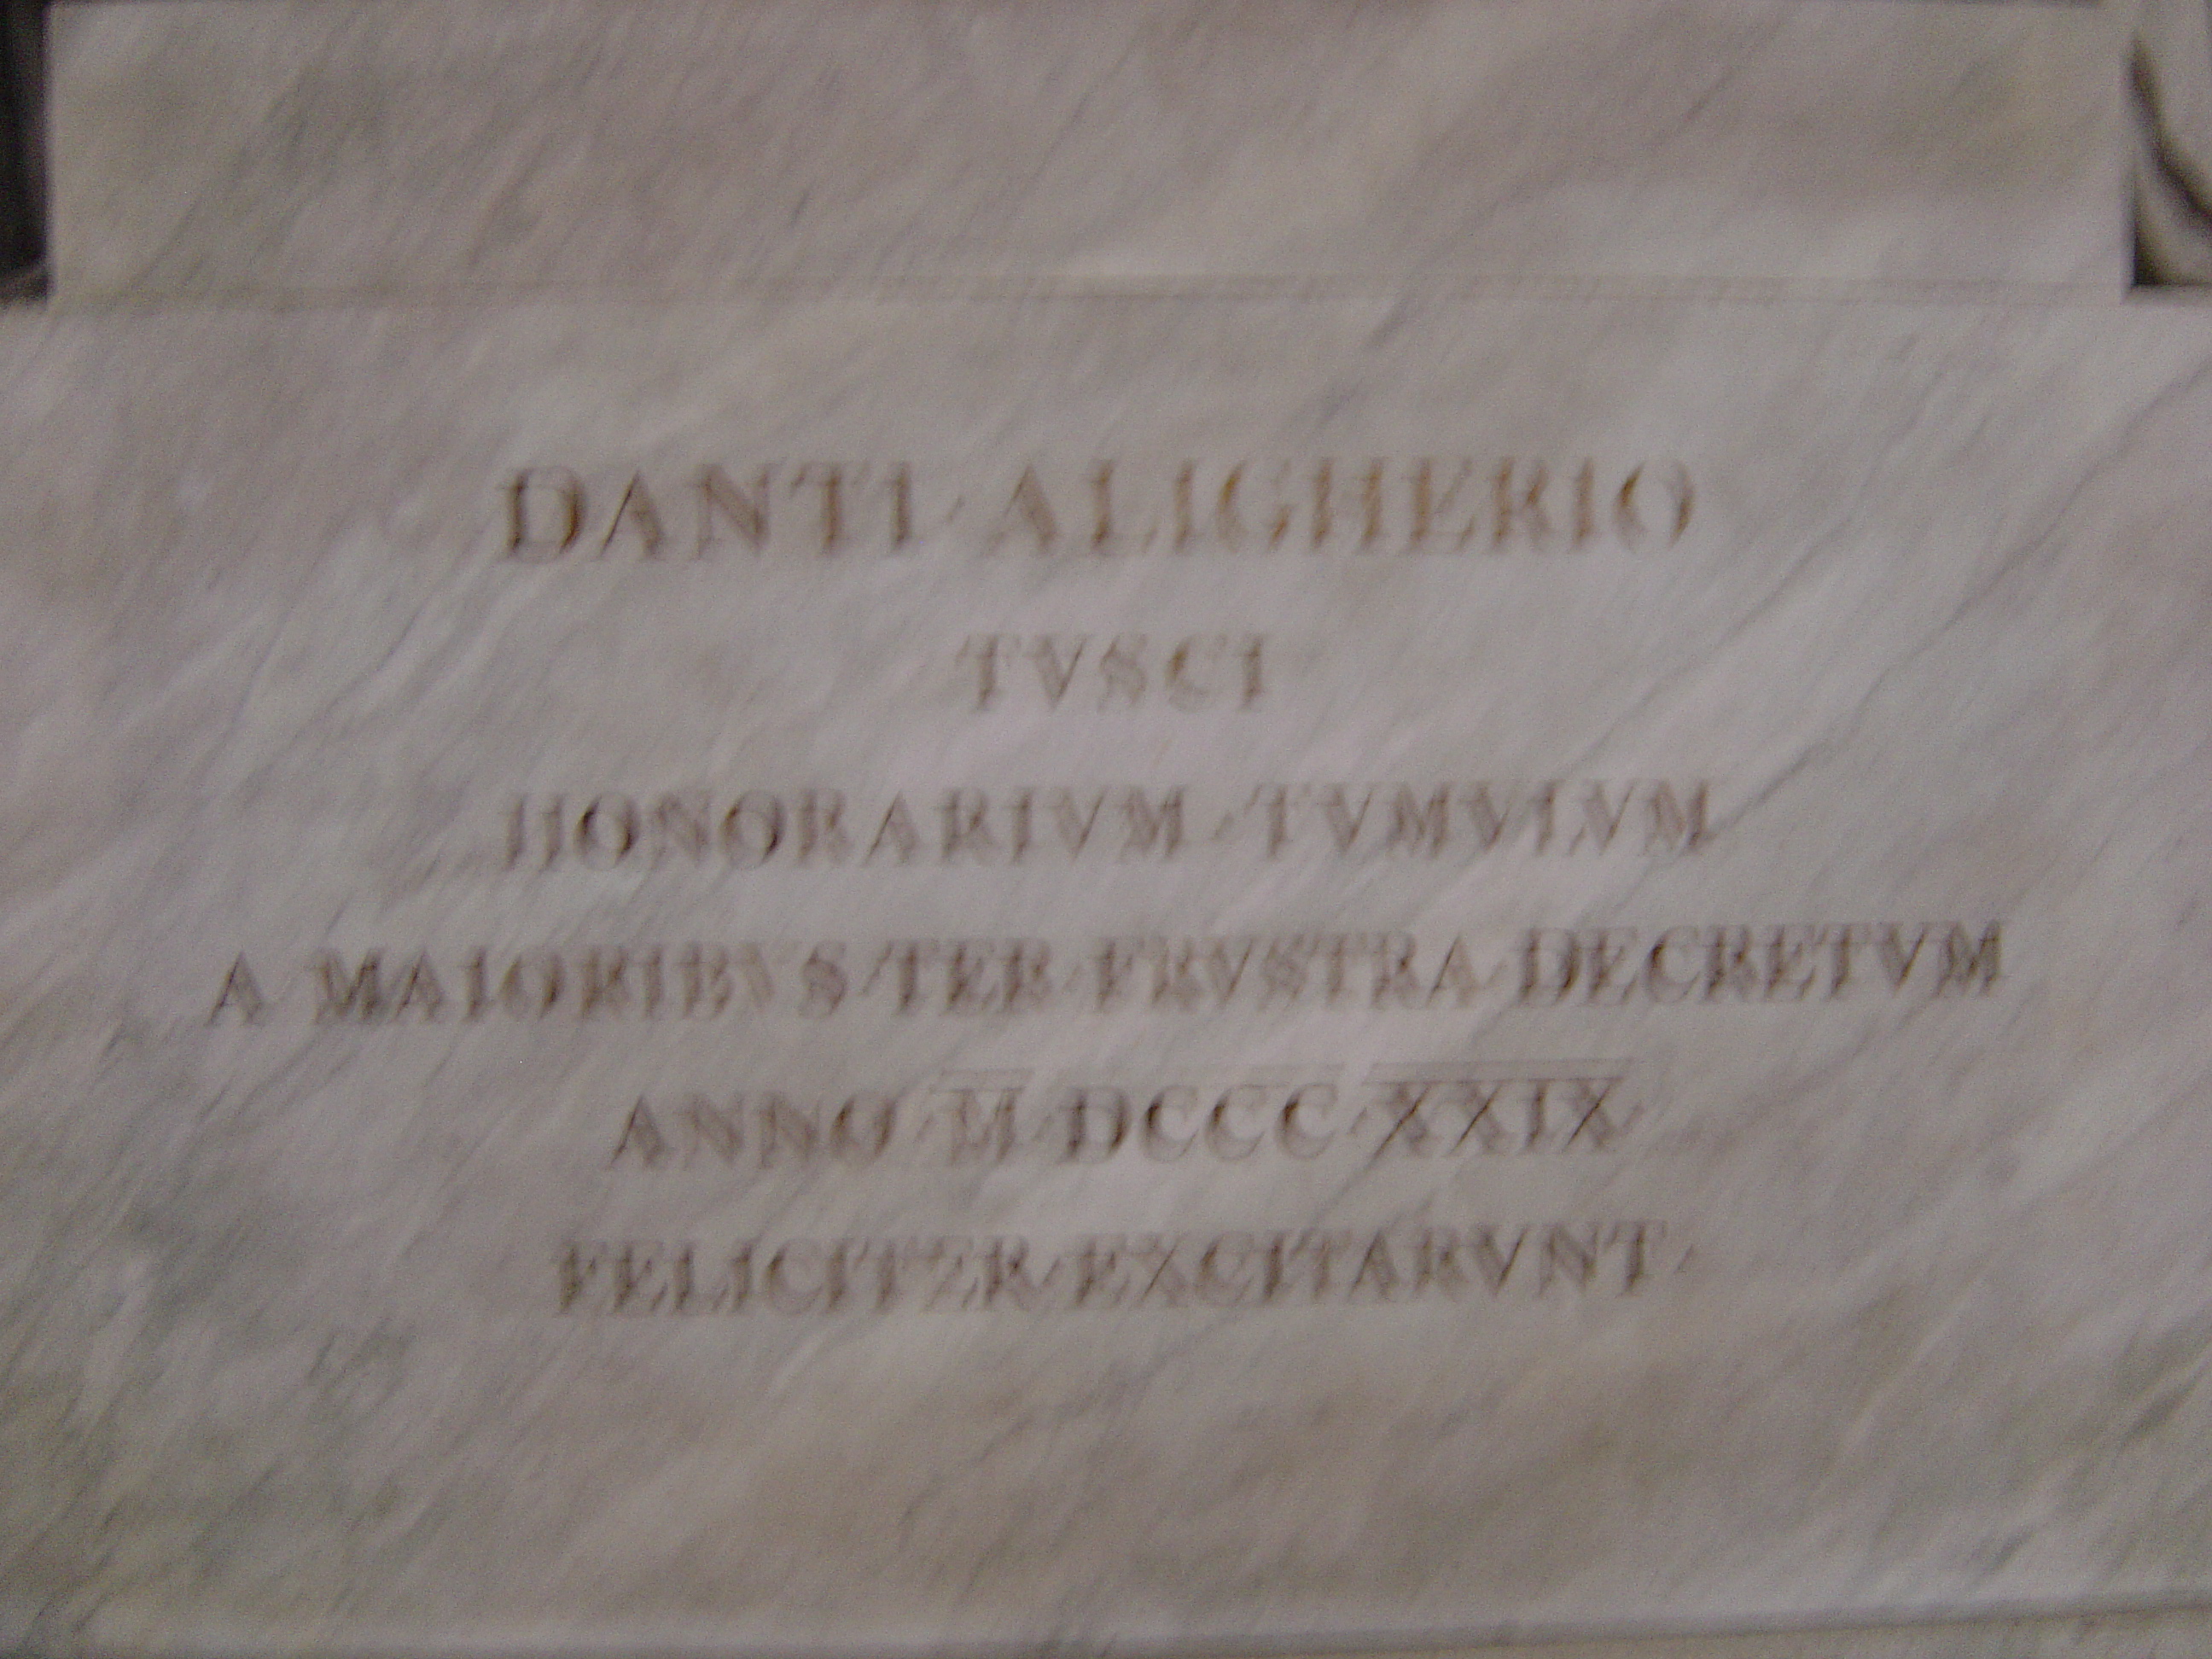 DANTI · ALIGHERIO
TVSCI
HONORARIVM · TVMVLVM
A MAIORIBVS · TER · FRVSTRA · DECRETVM
ANNO · M · DCCC · XXIX
FELICITER · EXCITARVNT ·